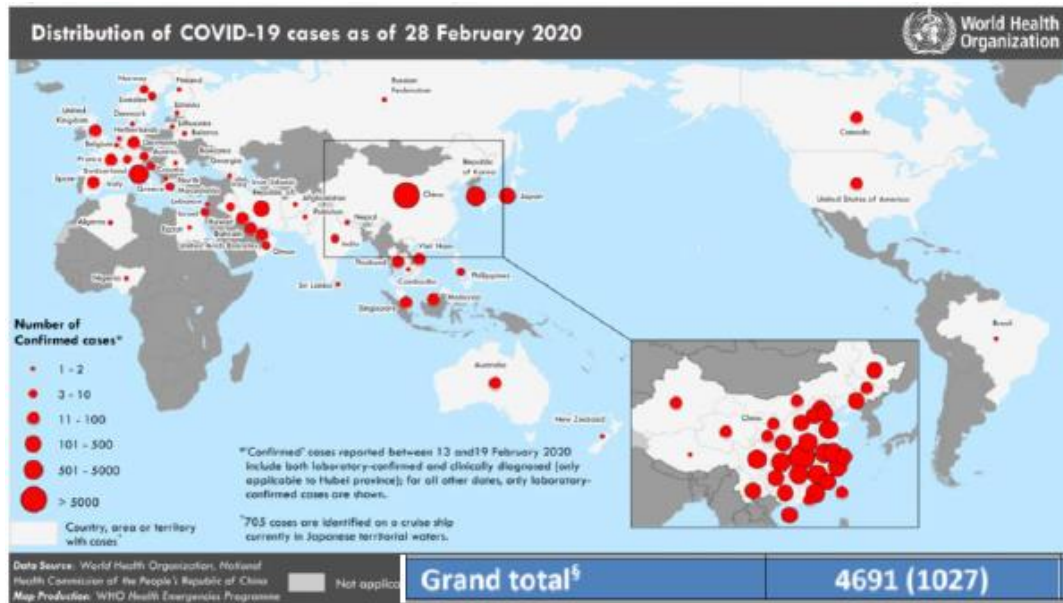 Distribution of COVID-19 cases as of 28 February 2020
World Health
Organization
Norway
Finland
Sweden
Estonia
Denmark
Lithuania
United
Kingdom
Netherlands
Belarus
Belgium
Germany
Romania
France
Austria
Georgia
Switzerland
Croatia
Spain
Italy
North
Macedonia
Greece
Lebanon
Israel
Iraq
Afghanistan
Pakistan
Kuwait
Bahrain
Egypt
United Arab Emirates
Oman
Algeria
Nigeria
Russian
Federation
Republic
of Korea
China
Japan
Nepal
India
Viet Nam
Thailand
Cambodia
Philippines
Sri Lanka
Singapore
Malaysia
Australia
New Zealand
Canada
United States of America
Brazil
China
Number of
Confirmed cases*
1 - 2
3 - 10
11 - 100
101 - 500
501 - 5000
> 5000
Country, area or territory
with cases
*"Confirmed" cases reported between 13 and19 February 2020
include both laboratory-confirmed and clinically diagnosed (only
applicable to Hubei province); for all other dates, only laboratory-
confirmed cases are shown.
705 cases are identified on a cruise ship
currently in Japanese territorial waters.
Data Source: World Health Organization, National
Health Commission of the People's Republic of China
Map Production: WHO Health Emergencies Programme
Not applica
Grand total§ 4691 (1027)